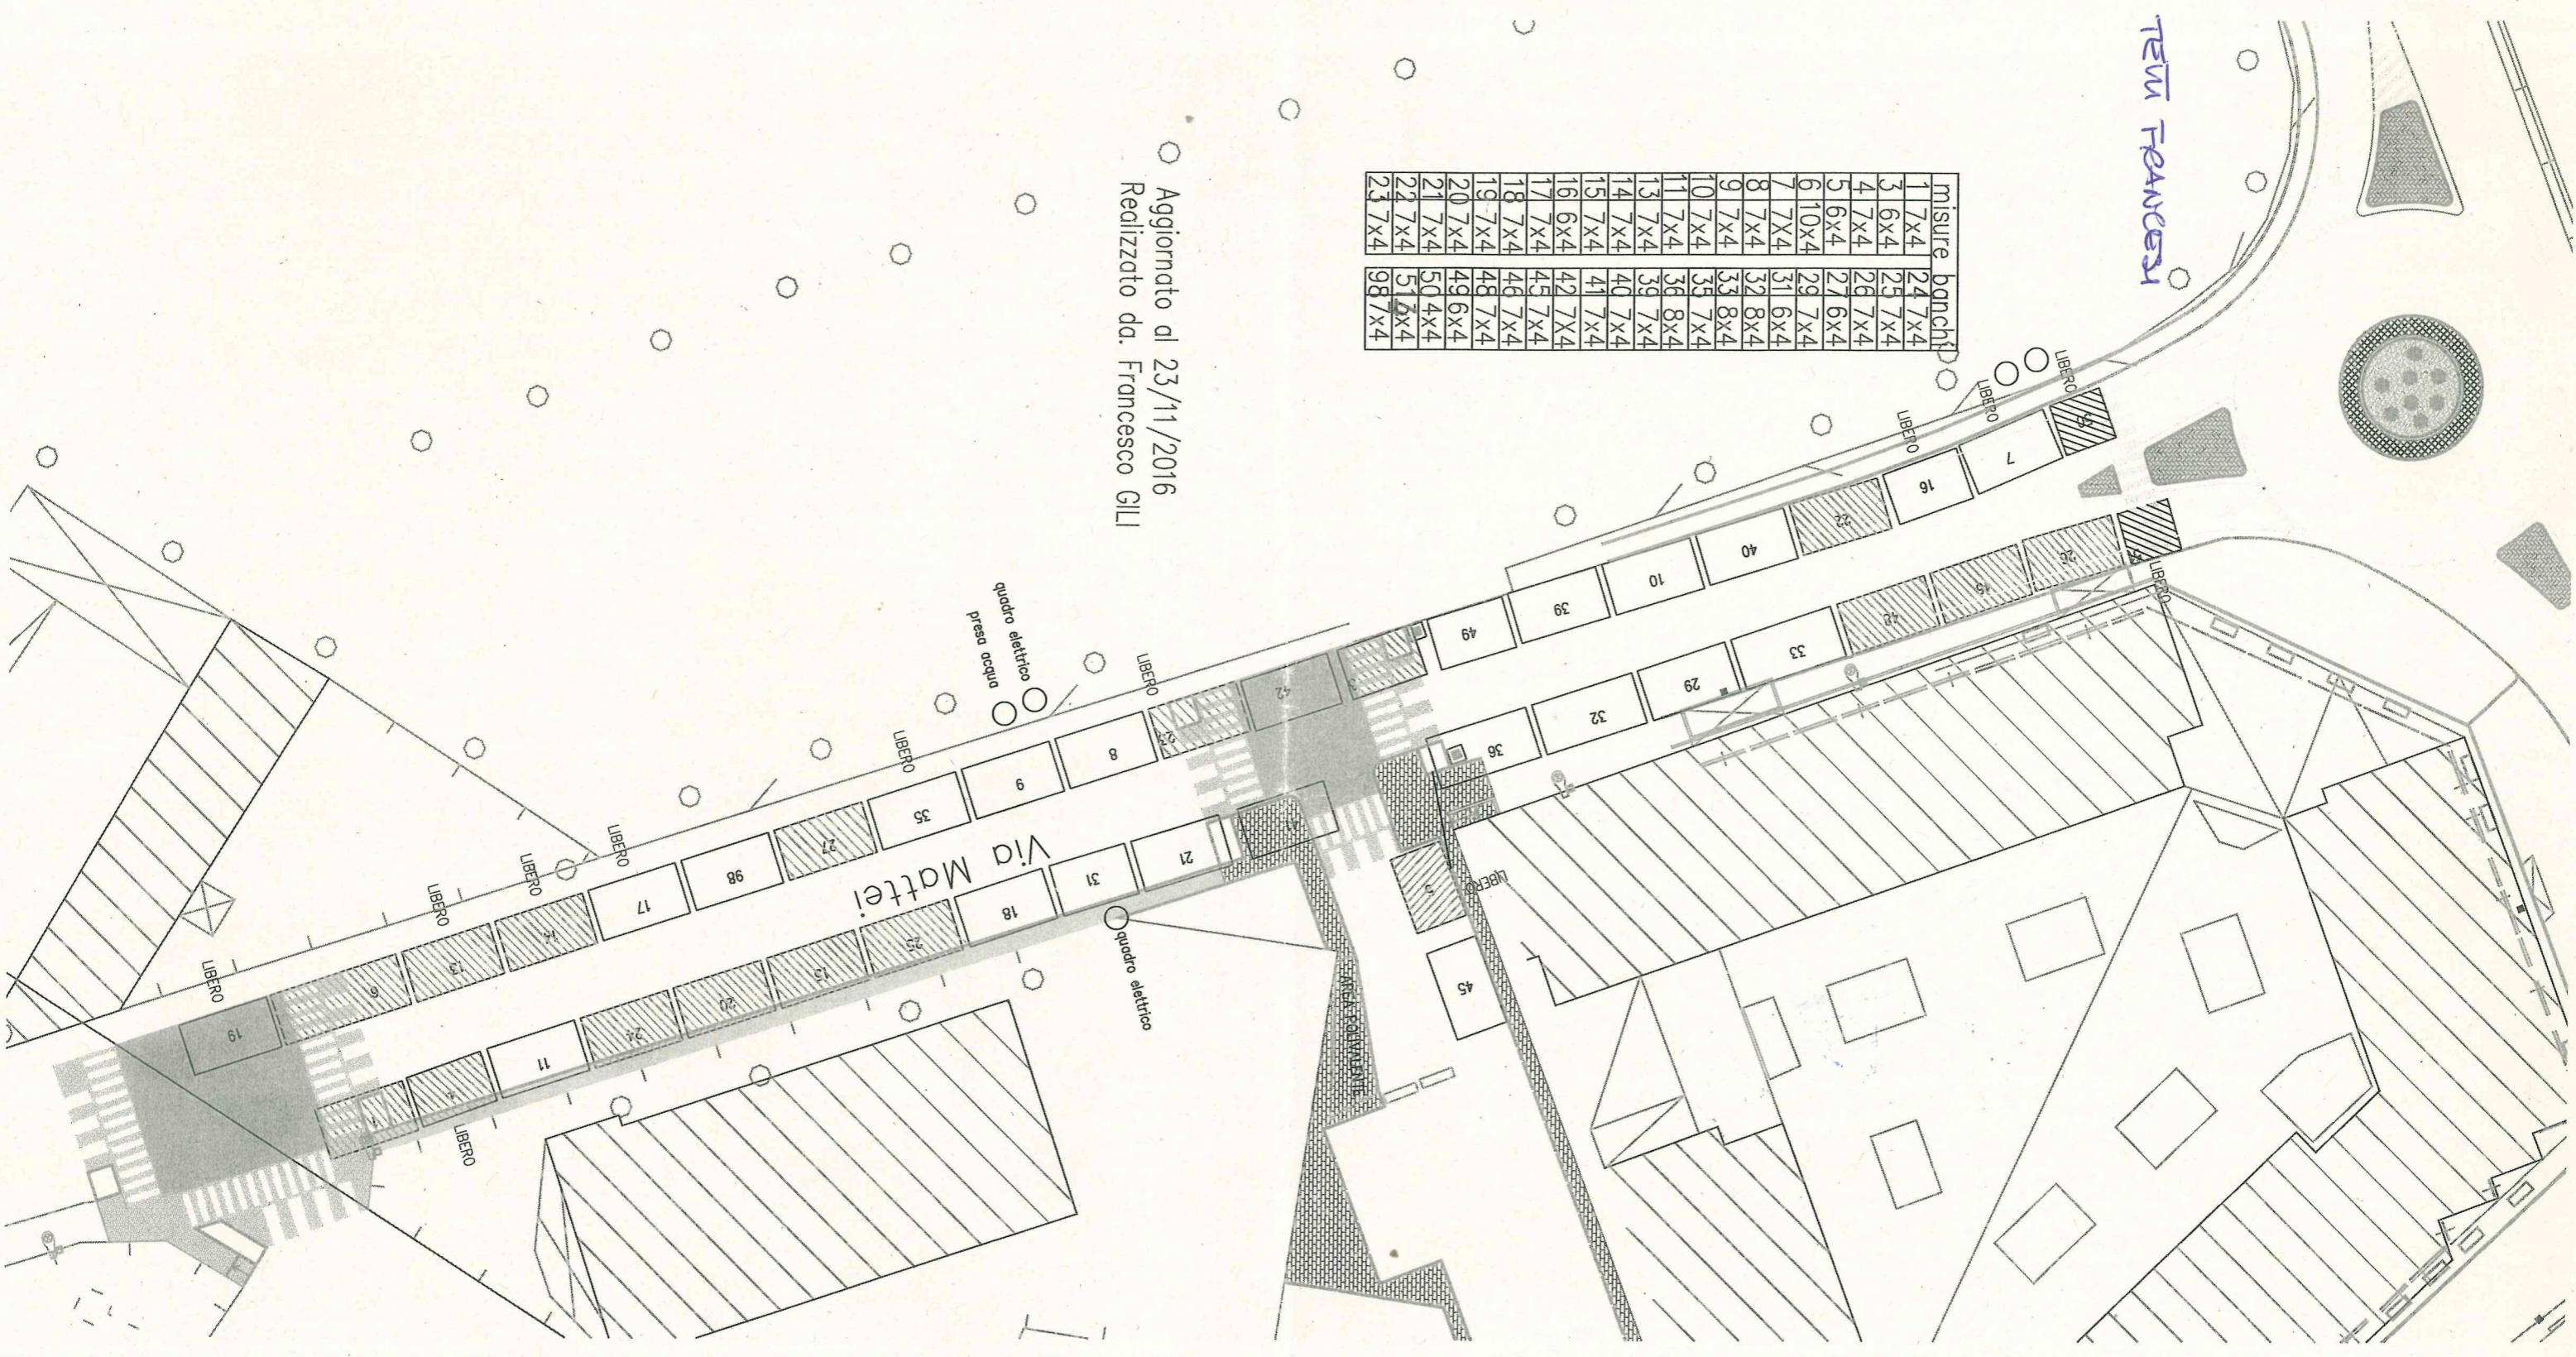 TETTI FRANCESI
misure banchi
1 7x4 24 7x4
3 6x4 25 7x4
4 7x4 26 7x4
5 6x4 27 6x4
6 10x4 29 7x4
7 7x4 31 6x4
8 7x4 32 8x4
9 7x4 33 8x4
10 7x4 35 7x4
11 7x4 36 8x4
13 7x4 39 7x4
14 7x4 40 7x4
15 7x4 41 7x4
16 6x4 42 7x4
17 7x4 45 7x4
18 7x4 46 7x4
19 7x4 48 7x4
20 7x4 49 6x4
21 7x4 50 4x4
22 7x4 51
23 7x4 98 7x4
Aggiornato al 23/11/2016
Realizzato da. Francesco GILI
LIBERO
LIBERO
LIBERO
7
16
22
40
10
39
49
26
LIBERO
48
33
29
32
36
42
quadro elettrico
presa acqua
LIBERO
23
8
9
35
LIBERO
27
98
17
LIBERO
LIBERO
LIBERO
14
13
6
LIBERO
19
Via Mattei
41
21
31
18
25
15
20
24
11
4
1
LIBERO
quadro elettrico
5
LIBERO
45
AREA POLIVALENTE